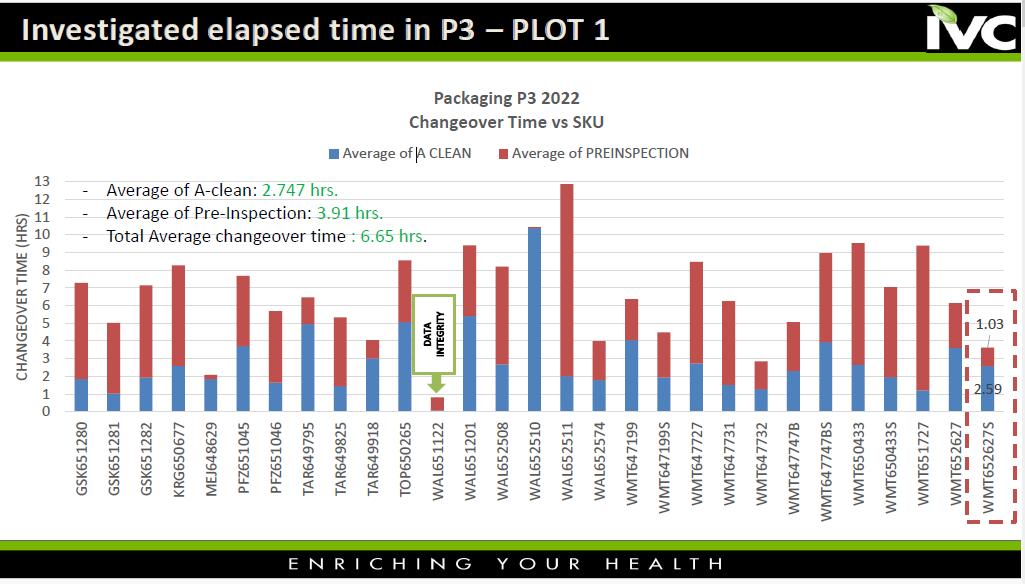 Investigated elapsed time in P3 – PLOT 1
IVC
Packaging P3 2022
Changeover Time vs SKU
Average of A CLEAN
Average of PREINSPECTION
- Average of A-clean: 2.747 hrs.
- Average of Pre-Inspection: 3.91 hrs.
- Total Average changeover time : 6.65 hrs.
CHANGEOVER TIME (HRS)
13
12
11
10
9
8
7
6
5
4
3
2
1
0
DATA
INTEGRITY
1.03
2.59
GSK651280
GSK651281
GSK651282
KRG650677
MEJ648629
PFZ651045
PFZ651046
TAR649795
TAR649825
TAR649918
TOP650265
WAL651122
WAL651201
WAL652508
WAL652510
WAL652511
WAL652574
WMT647199
WMT647199S
WMT647727
WMT647731
WMT647732
WMT647747B
WMT647747BS
WMT650433
WMT650433S
WMT651727
WMT652627
WMT652627S
ENRICHING YOUR HEALTH